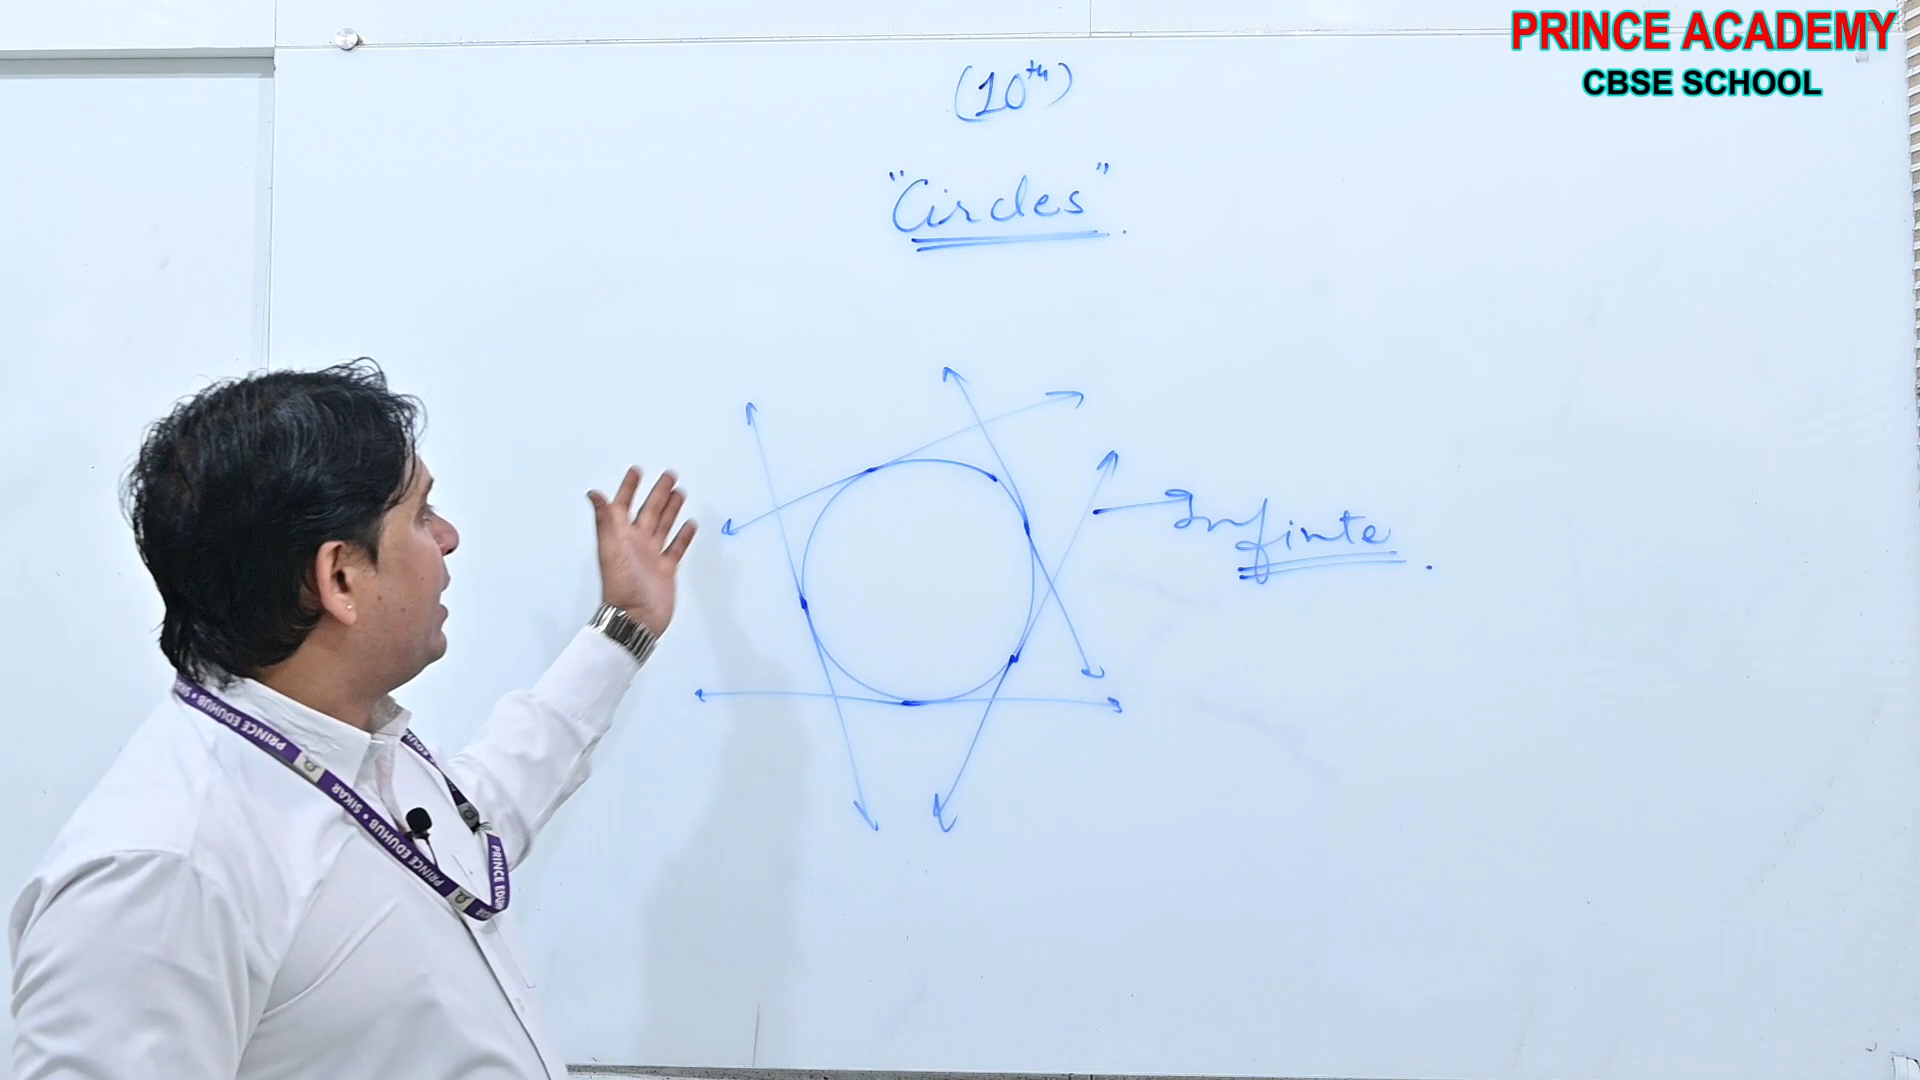 PRINCE ACADEMY
CBSE SCHOOL
(10th)
"Circles".
Infinte.
PRINCE EDUHUB • SIKAR
PRINCE EDUHUB